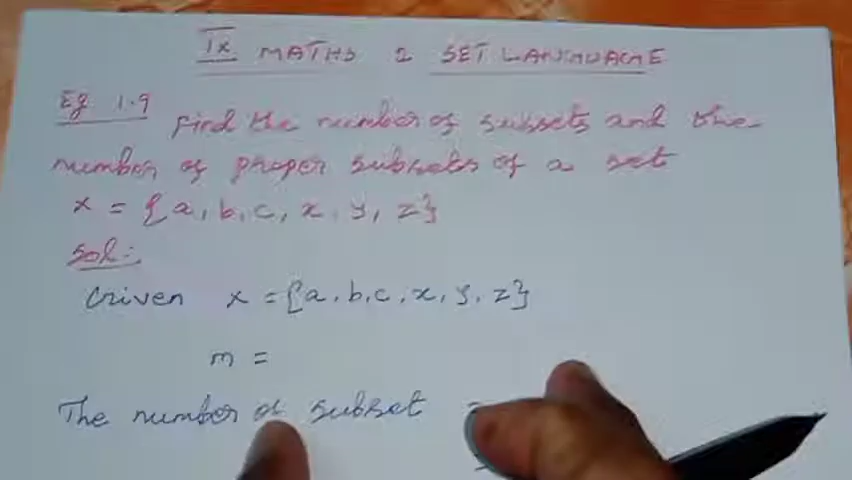 IX MATHS 1 SET LANGUAGE
Eg 1.9 Find the number of subsets and the
number of proper subsets of a set
X = {a, b, c, x, y, z}
Sol:-
Given X = {a, b, c, x, y, z}
m =
The number of subset =